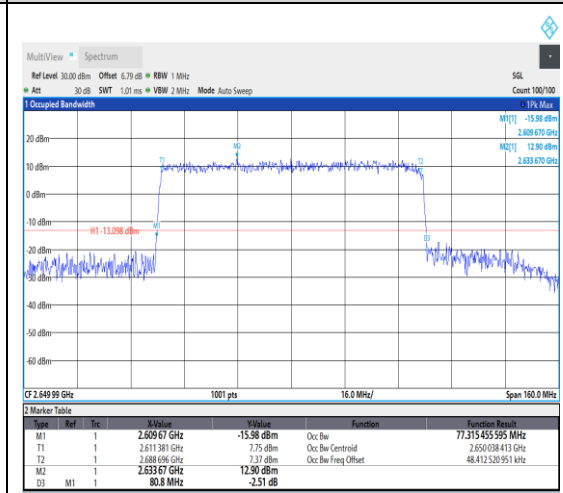 MultiView Spectrum
Ref Level 30.00 dBm Offset 6.79 dB RBW 1 MHz SGL
Att 30 dB SWT 1.01 ms VBW 2 MHz Mode Auto Sweep Count 100/100
1 Occupied Bandwidth 1Pk Max
M1[1] -15.98 dBm
2.609 670 GHz
M2[1] 12.90 dBm
2.633 670 GHz
20 dBm
M2
T1 T2
10 dBm
0 dBm
-10 dBm
H1 -13.098 dBm M1
D3
-20 dBm
-30 dBm
-40 dBm
-50 dBm
-60 dBm
CF 2.649 99 GHz 1001 pts 16.0 MHz/ Span 160.0 MHz
2 Marker Table
Type Ref Trc X-Value Y-Value Function Function Result
M1 1 2.609 67 GHz -15.98 dBm Occ Bw 77.315 455 595 MHz
T1 1 2.611 381 GHz 7.75 dBm Occ Bw Centroid 2.650 038 413 GHz
T2 1 2.688 696 GHz 7.37 dBm Occ Bw Freq Offset 48.412 520 951 kHz
M2 1 2.633 67 GHz 12.90 dBm
D3 M1 1 80.8 MHz -2.51 dB